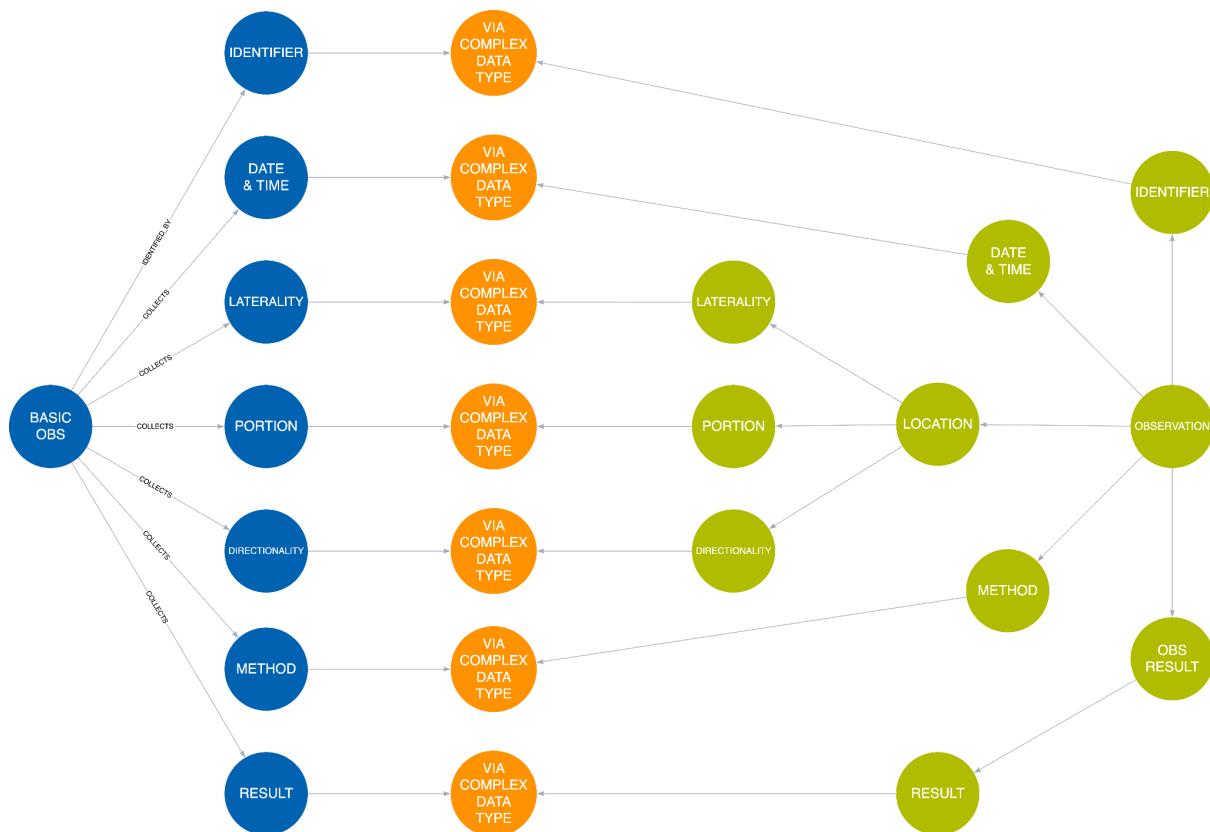 IDENTIFIER
VIA
COMPLEX
DATA
TYPE
DATE
& TIME
VIA
COMPLEX
DATA
TYPE
IDENTIFIER
IDENTIFIED_BY
COLLECTS
DATE
& TIME
LATERALITY
VIA
COMPLEX
DATA
TYPE
LATERALITY
COLLECTS
BASIC
OBS
COLLECTS
PORTION
VIA
COMPLEX
DATA
TYPE
PORTION
LOCATION
OBSERVATION
COLLECTS
DIRECTIONALITY
VIA
COMPLEX
DATA
TYPE
DIRECTIONALITY
COLLECTS
METHOD
COLLECTS
METHOD
VIA
COMPLEX
DATA
TYPE
OBS
RESULT
RESULT
VIA
COMPLEX
DATA
TYPE
RESULT